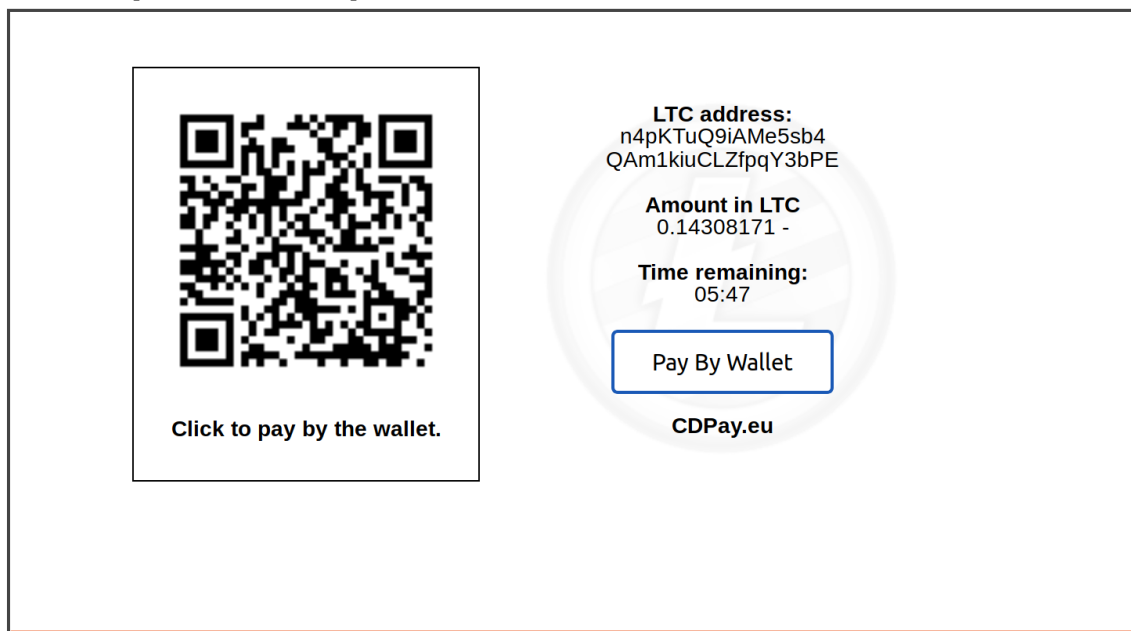 LTC address:
n4pKTuQ9iAMe5sb4
QAm1kiuCLZfpqY3bPE
Amount in LTC
0.14308171 -
Time remaining:
05:47
Pay By Wallet
CDPay.eu
Click to pay by the wallet.